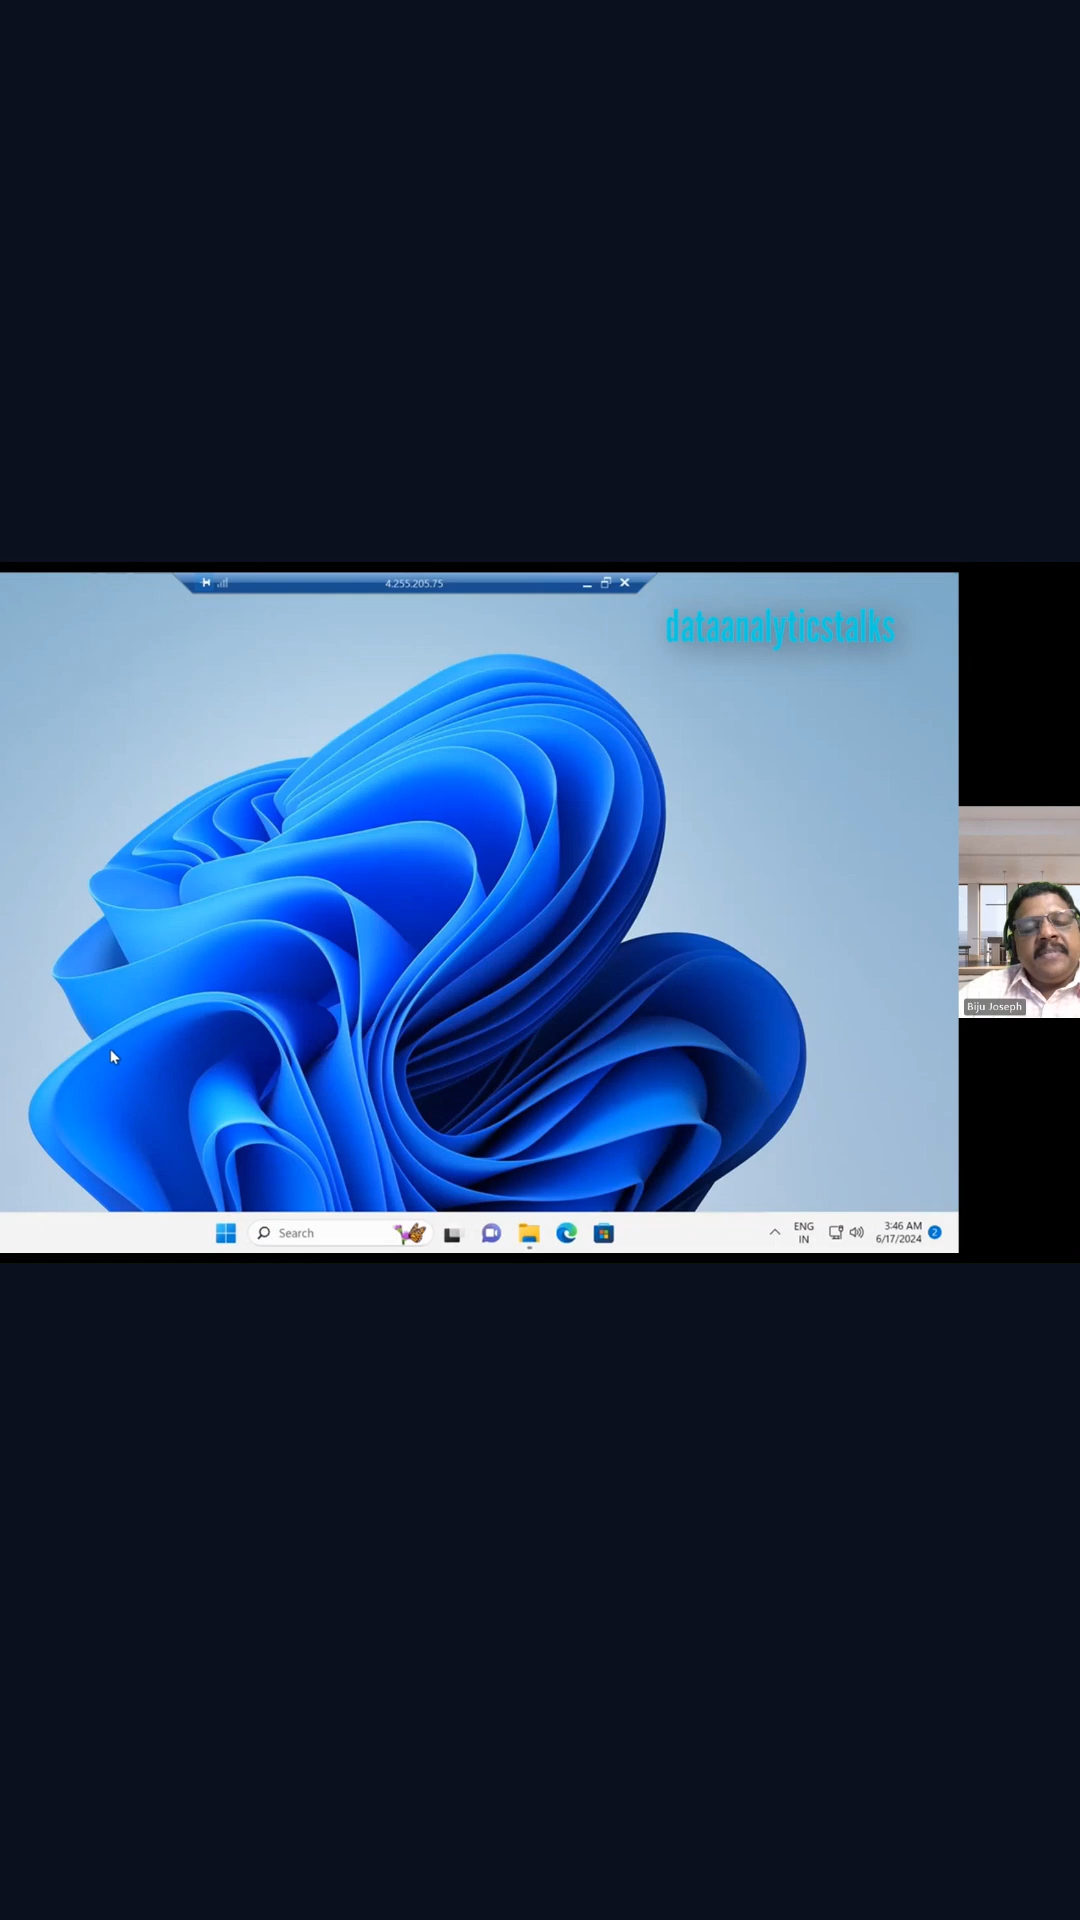 4.255.205.75
dataanalyticstalks
Biju Joseph
Search
ENG
IN
3:46 AM
6/17/2024
2